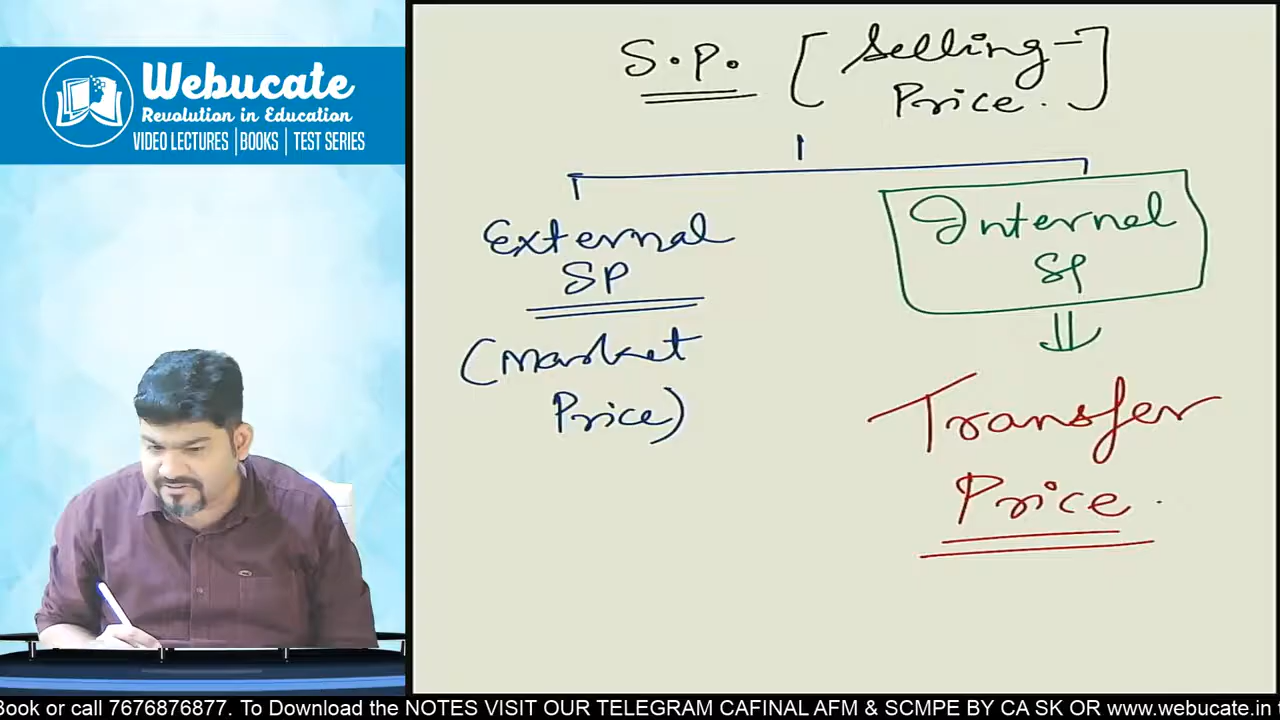 Webucate
Revolution in Education
VIDEO LECTURES | BOOKS | TEST SERIES
S.P. [Selling Price.]
External SP
(Market Price)
Internal SP
Transfer Price.
Book or call 7676876877. To Download the NOTES VISIT OUR TELEGRAM CAFINAL AFM & SCMPE BY CA SK OR www.webucate.in